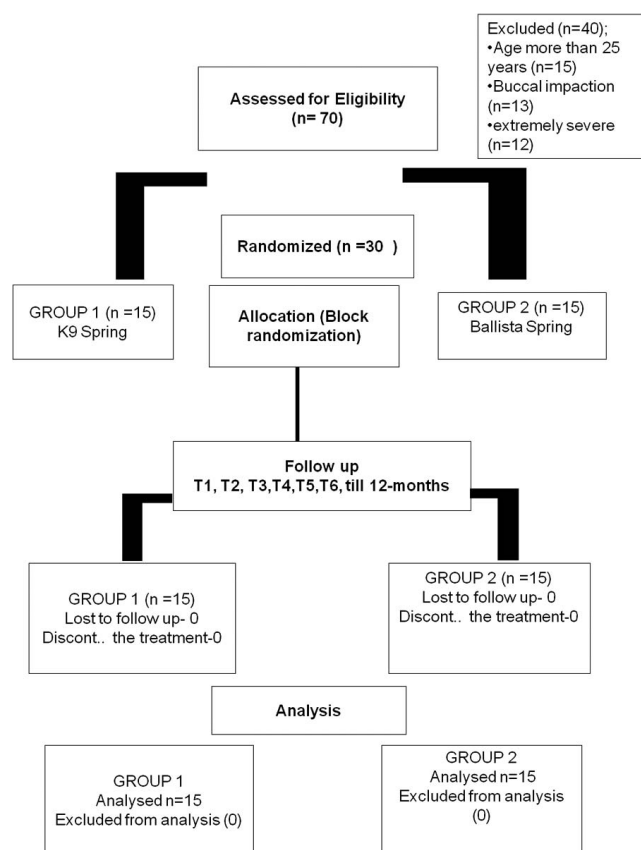 Excluded (n=40);
•Age more than 25
years (n=15)
•Buccal impaction
(n=13)
•extremely severe
(n=12)
Assessed for Eligibility
(n= 70)
Randomized (n =30 )
GROUP 1 (n =15)
K9 Spring
Allocation (Block
randomization)
GROUP 2 (n =15)
Ballista Spring
Follow up
T1, T2, T3,T4,T5,T6, till 12-months
GROUP 1 (n =15)
Lost to follow up- 0
Discont.. the treatment-0
GROUP 2 (n =15)
Lost to follow up- 0
Discont.. the treatment-0
Analysis
GROUP 1
Analysed n=15
Excluded from analysis (0)
GROUP 2
Analysed n=15
Excluded from analysis
(0)